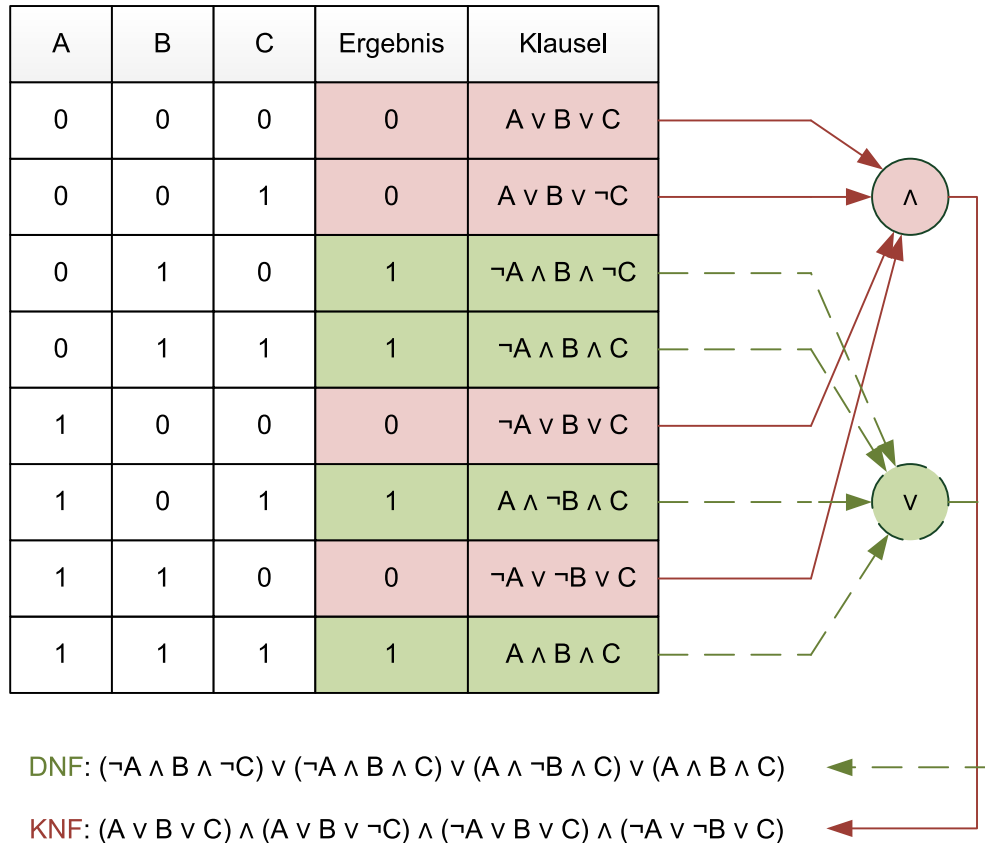 A B C Ergebnis Klausel
0 0 0 0 A ∨ B ∨ C
0 0 1 0 A ∨ B ∨ ¬C
0 1 0 1 ¬A ∧ B ∧ ¬C
0 1 1 1 ¬A ∧ B ∧ C
1 0 0 0 ¬A ∨ B ∨ C
1 0 1 1 A ∧ ¬B ∧ C
1 1 0 0 ¬A ∨ ¬B ∨ C
1 1 1 1 A ∧ B ∧ C
∧
∨
DNF: (¬A ∧ B ∧ ¬C) ∨ (¬A ∧ B ∧ C) ∨ (A ∧ ¬B ∧ C) ∨ (A ∧ B ∧ C)
KNF: (A ∨ B ∨ C) ∧ (A ∨ B ∨ ¬C) ∧ (¬A ∨ B ∨ C) ∧ (¬A ∨ ¬B ∨ C)